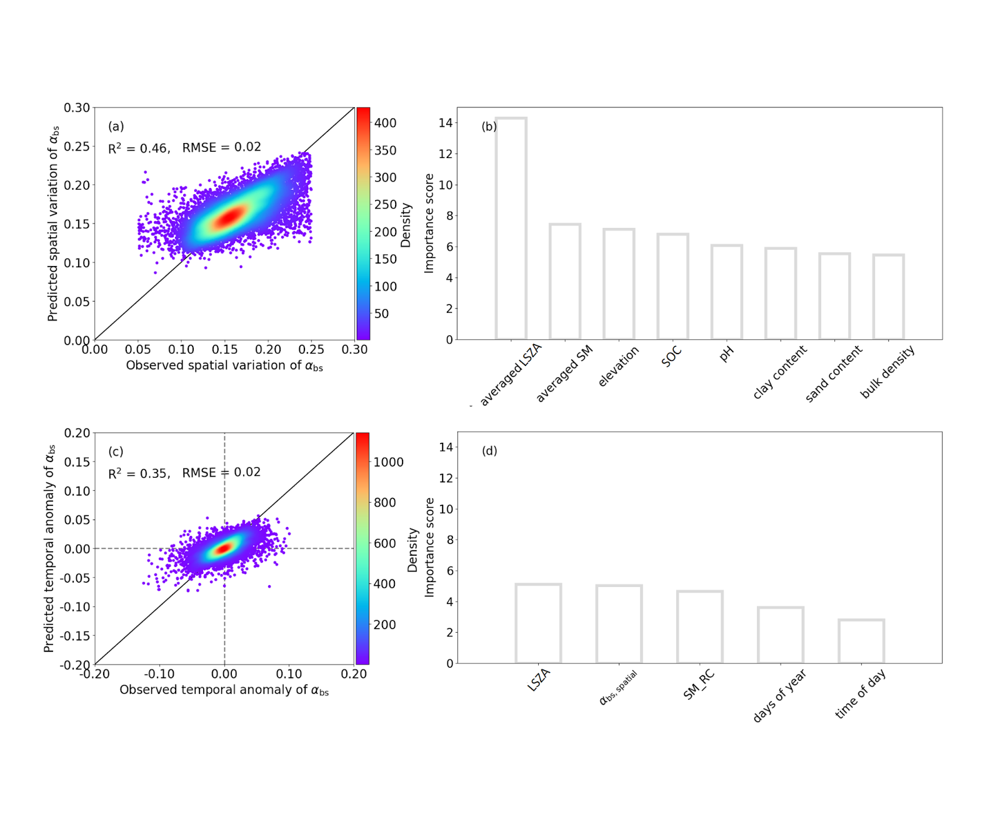 (a)
R² = 0.46, RMSE = 0.02
Predicted spatial variation of αbs
0.30
0.25
0.20
0.15
0.10
0.05
0.00
0.00 0.05 0.10 0.15 0.20 0.25 0.30
Observed spatial variation of αbs
400
350
300
250
200
150
100
50
Density
(b)
Importance score
14
12
10
8
6
4
2
0
averaged LSZA
averaged SM
elevation
SOC
pH
clay content
sand content
bulk density
(c)
R² = 0.35, RMSE = 0.02
Predicted temporal anomaly of αbs
0.20
0.15
0.10
0.05
0.00
-0.05
-0.10
-0.15
-0.20
-0.20 -0.10 0.00 0.10 0.20
Observed temporal anomaly of αbs
1000
800
600
400
200
Density
(d)
Importance score
14
12
10
8
6
4
2
0
LSZA
αbs, spatial
SM_RC
days of year
time of day